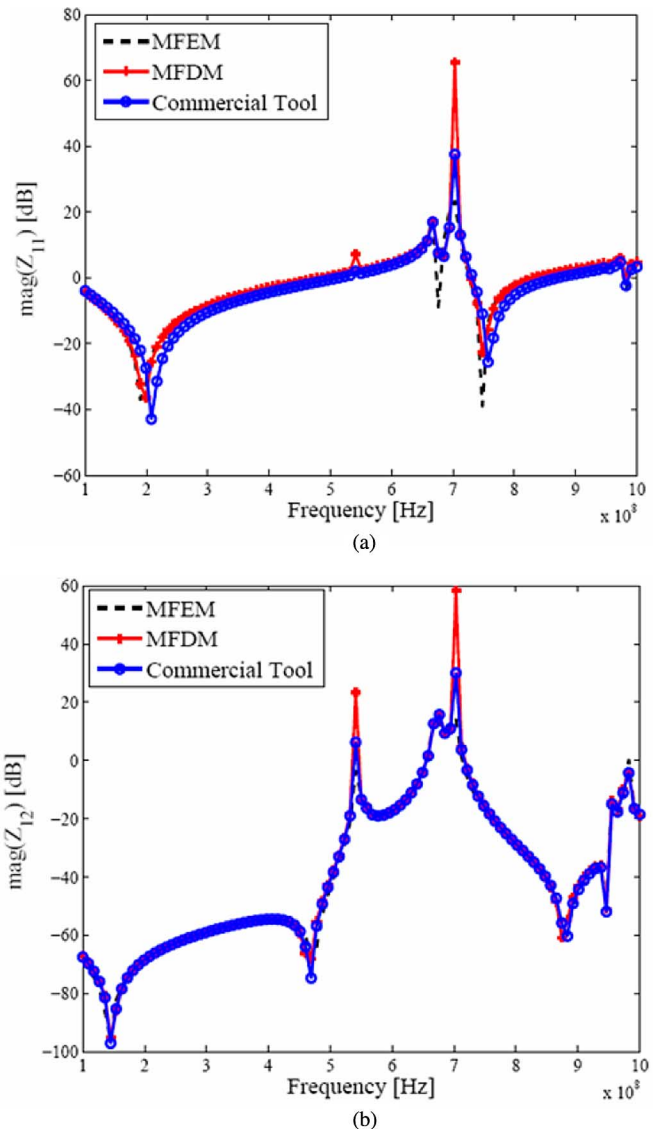 80
60
40
20
0
−20
−40
−60
mag(Z11) [dB]
MFEM
MFDM
Commercial Tool
1 2 3 4 5 6 7 8 9 10
Frequency [Hz]
x 10^8
(a)
60
40
20
0
−20
−40
−60
−80
−100
mag(Z12) [dB]
MFEM
MFDM
Commercial Tool
1 2 3 4 5 6 7 8 9 10
Frequency [Hz]
x 10^8
(b)